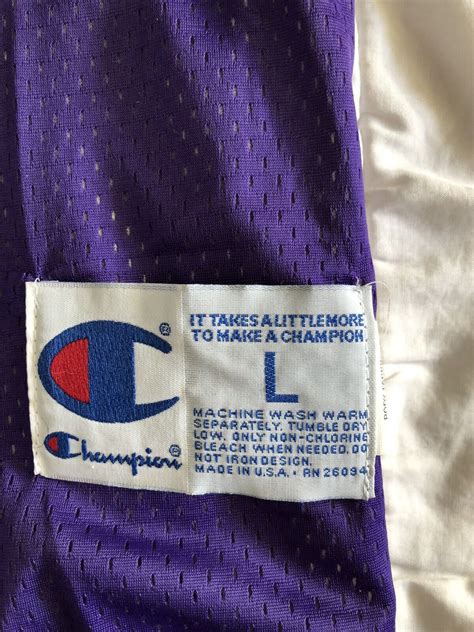 IT TAKES A LITTLE MORE
TO MAKE A CHAMPION.
L
MACHINE WASH WARM
SEPARATELY. TUMBLE DRY
LOW. ONLY NON-CHLORINE
BLEACH WHEN NEEDED. DO
NOT IRON DESIGN.
MADE IN U.S.A. · RN 26094
®
Champion®